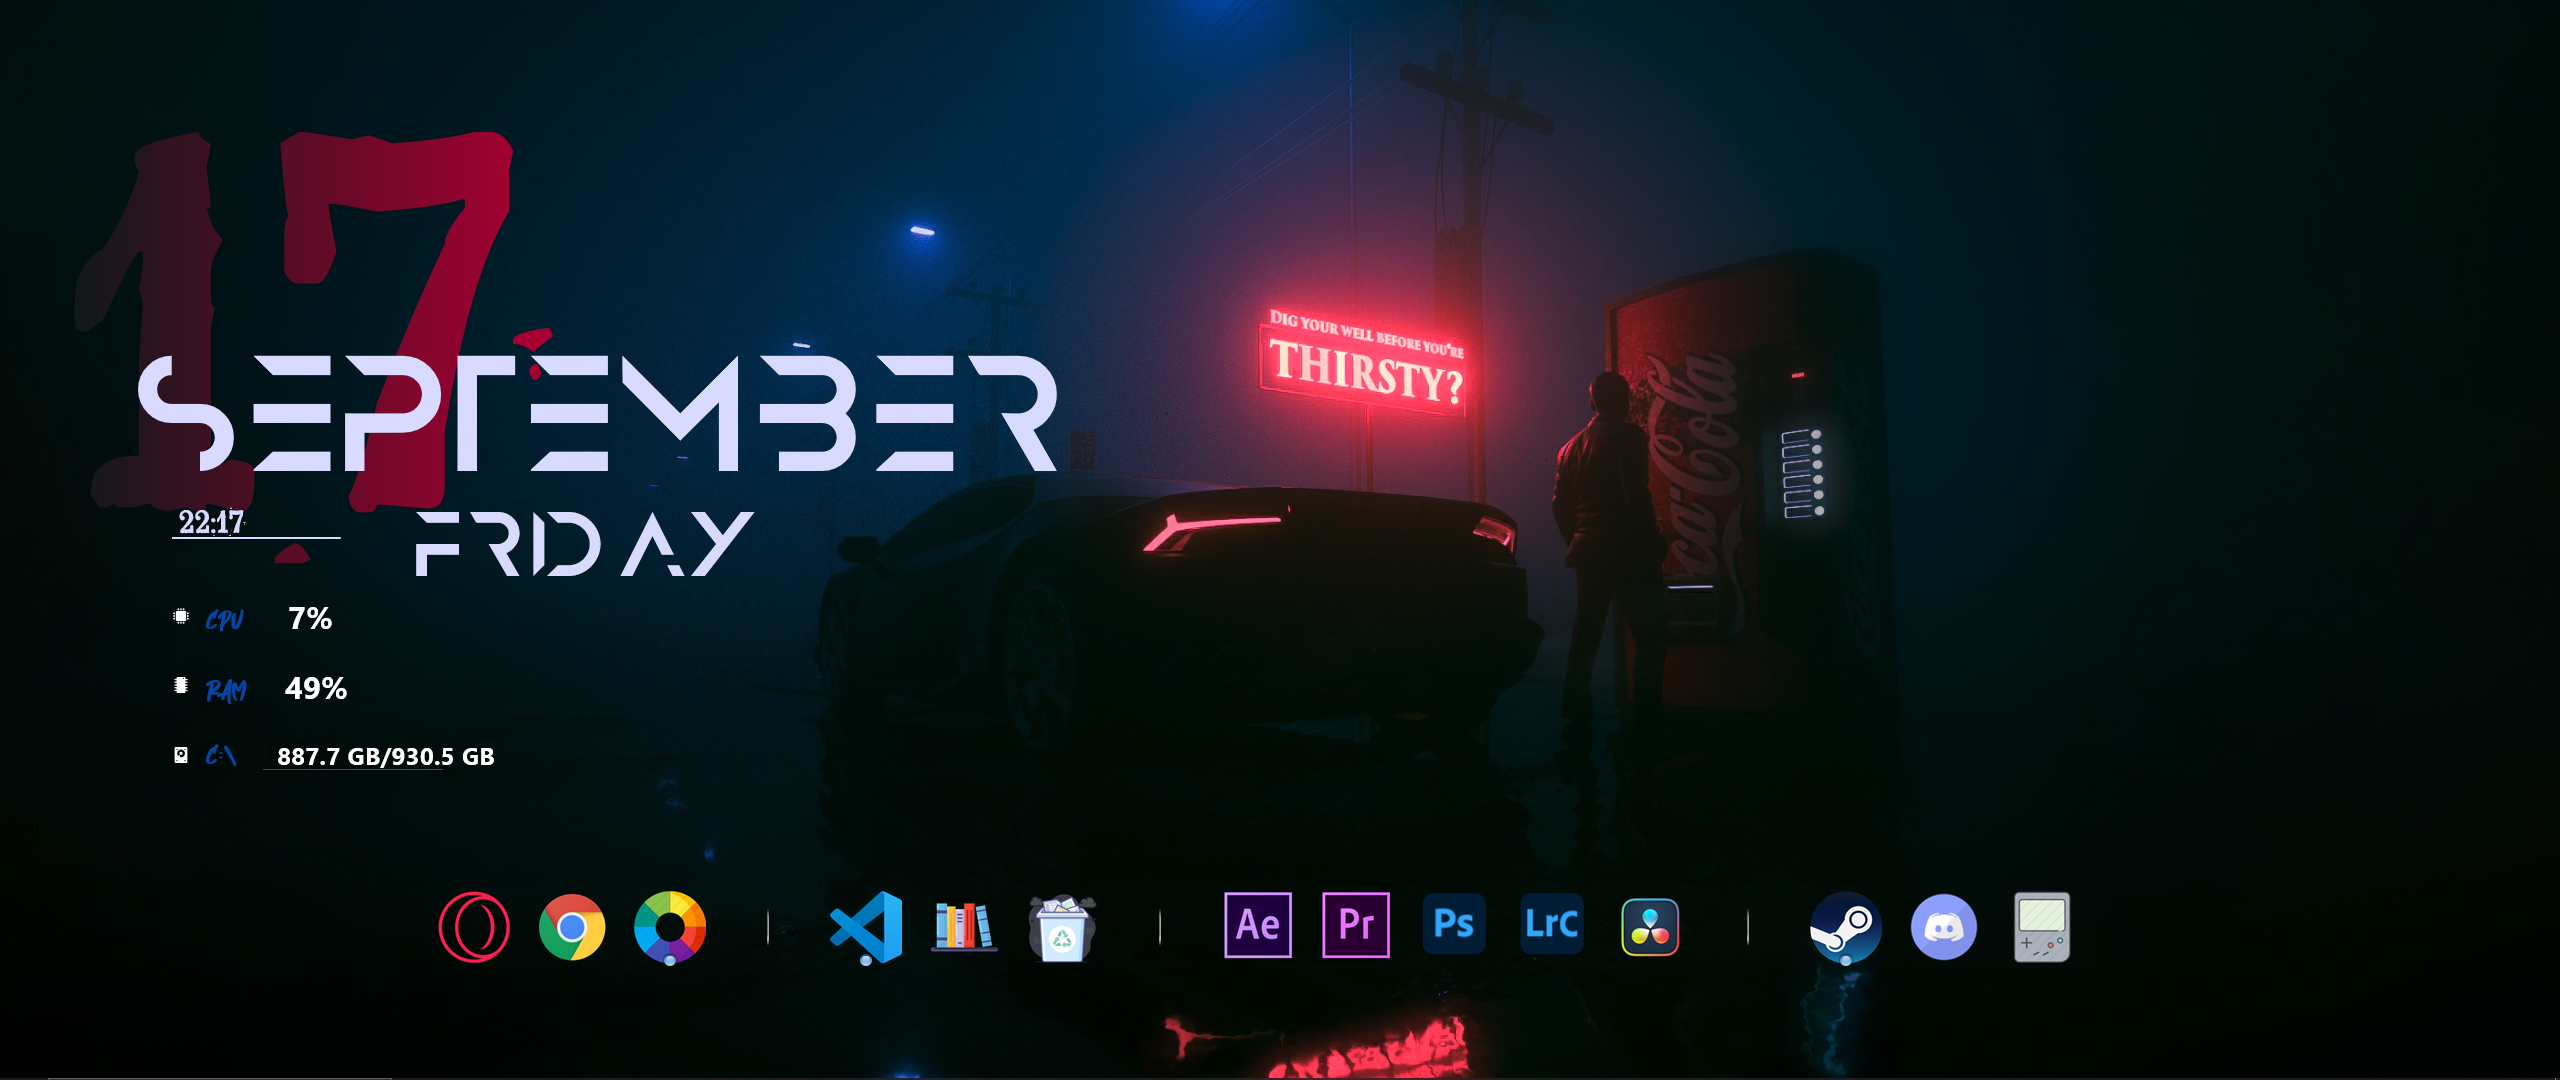 17
SEPTEMBER
22:17
FRIDAY
CPU 7%
RAM 49%
C:\ 887.7 GB/930.5 GB
DIG YOUR WELL BEFORE YOU'RE
THIRSTY?
Coca-Cola
Ae Pr Ps LrC